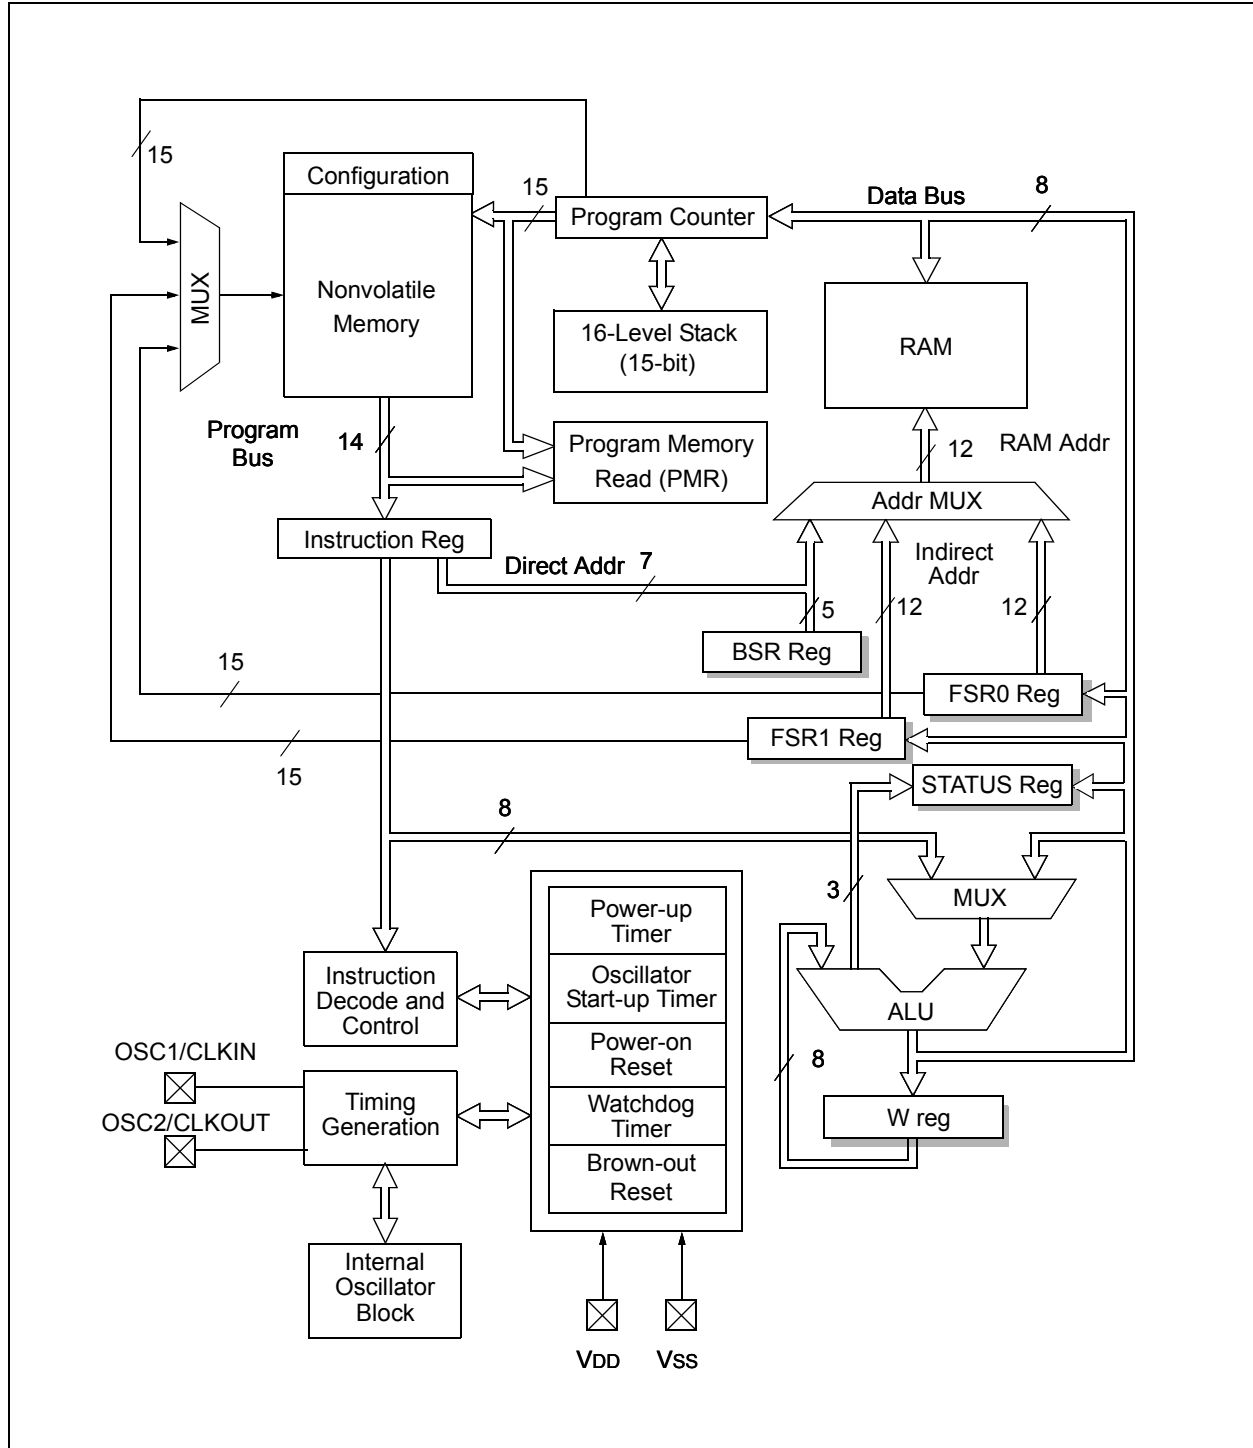 15
Configuration
15
Program Counter
Data Bus
8
MUX
Nonvolatile
Memory
16-Level Stack
(15-bit)
RAM
Program
Bus
14
Program Memory
Read (PMR)
12
RAM Addr
Addr MUX
Instruction Reg
Direct Addr
7
Indirect
Addr
5
12
12
BSR Reg
15
FSR0 Reg
FSR1 Reg
15
STATUS Reg
8
3
MUX
Power-up
Timer
Instruction
Decode and
Control
Oscillator
Start-up Timer
ALU
OSC1/CLKIN
Power-on
Reset
8
OSC2/CLKOUT
Timing
Generation
Watchdog
Timer
W reg
Brown-out
Reset
Internal
Oscillator
Block
VDD
VSS